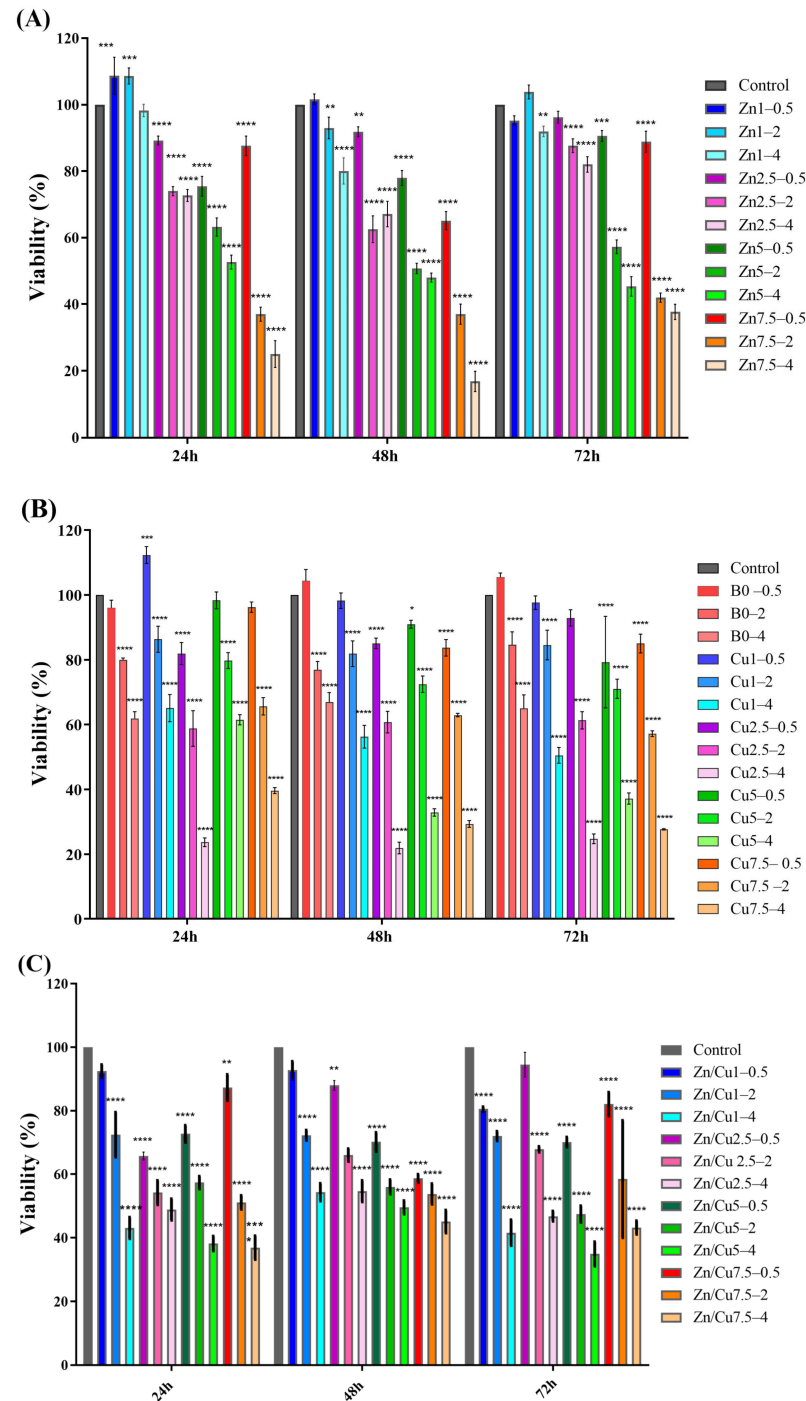 (A)
Viability (%)
120
100
80
60
40
20
0
*** *** **** **** **** **** **** **** **** **** ****
** **** ** **** **** **** **** **** **** **** ****
** **** **** *** **** **** **** **** ****
24h 48h 72h
Control
Zn1–0.5
Zn1–2
Zn1–4
Zn2.5–0.5
Zn2.5–2
Zn2.5–4
Zn5–0.5
Zn5–2
Zn5–4
Zn7.5–0.5
Zn7.5–2
Zn7.5–4
(B)
Viability (%)
120
100
80
60
40
20
0
**** **** *** **** **** **** **** **** **** **** **** ****
**** **** **** **** **** **** **** * **** **** **** **** ****
**** **** **** **** **** **** **** **** **** **** **** ****
24h 48h 72h
Control
B0 –0.5
B0–2
B0–4
Cu1–0.5
Cu1–2
Cu1–4
Cu2.5–0.5
Cu2.5–2
Cu2.5–4
Cu5–0.5
Cu5–2
Cu5–4
Cu7.5– 0.5
Cu7.5 –2
Cu7.5–4
(C)
Viability (%)
120
100
80
60
40
20
0
**** **** **** **** **** **** **** **** ** **** ****
*
**** **** ** **** **** **** **** **** **** ****
**** **** **** **** **** **** **** **** **** ****
24h 48h 72h
Control
Zn/Cu1–0.5
Zn/Cu1–2
Zn/Cu1–4
Zn/Cu2.5–0.5
Zn/Cu 2.5–2
Zn/Cu2.5–4
Zn/Cu5–0.5
Zn/Cu5–2
Zn/Cu5–4
Zn/Cu7.5–0.5
Zn/Cu7.5–2
Zn/Cu7.5–4